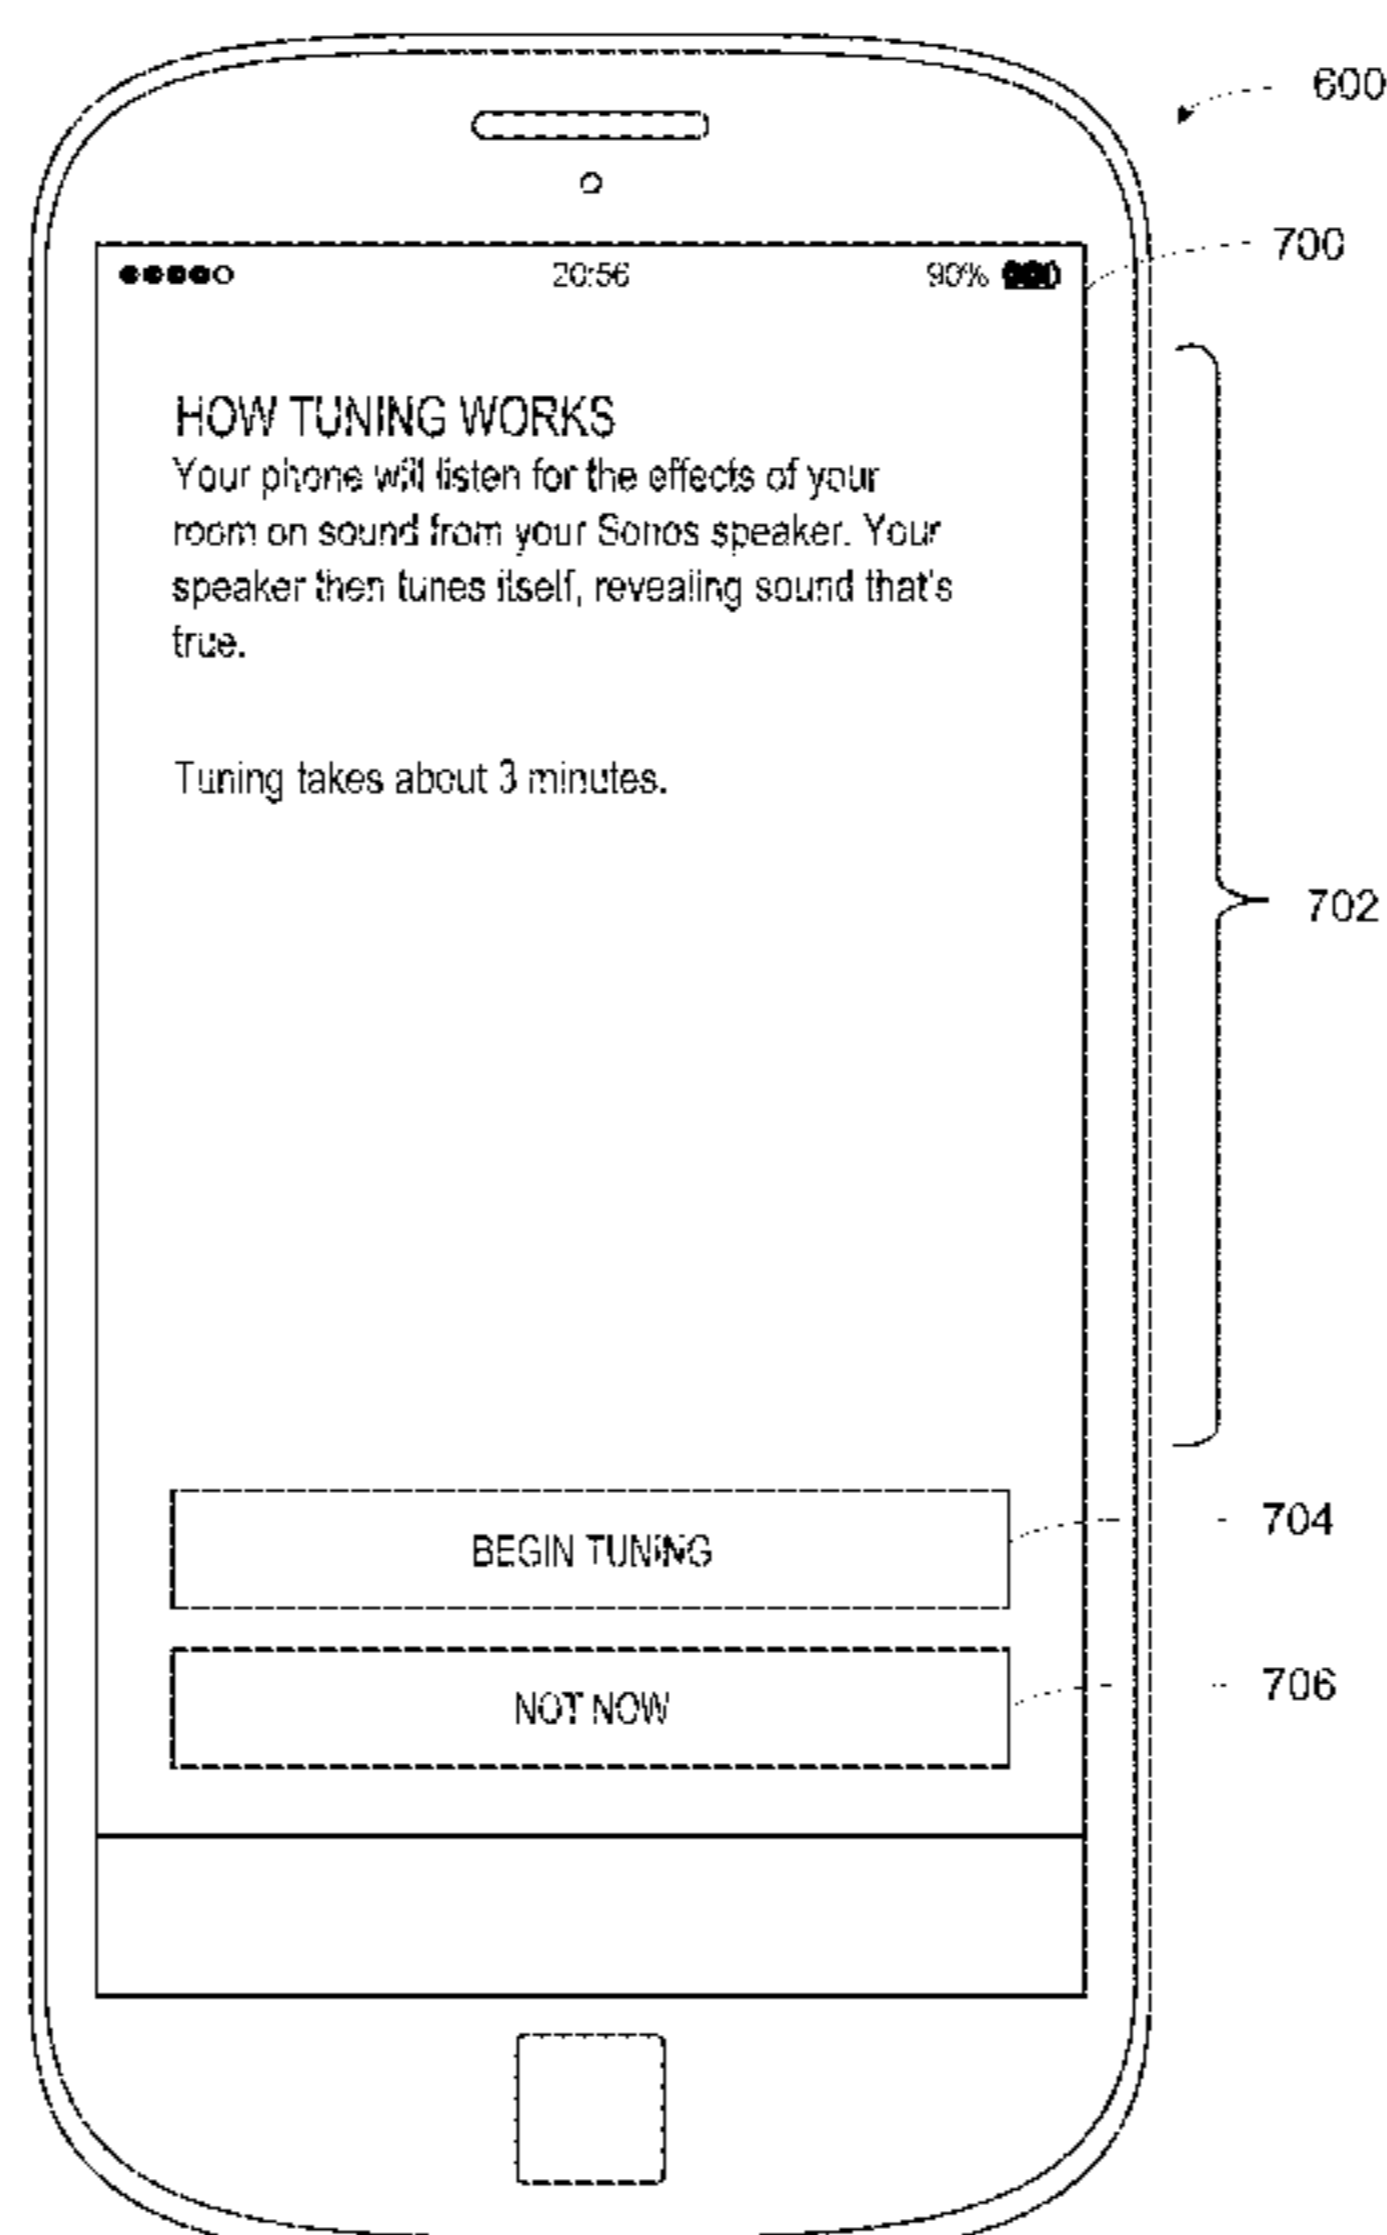 600
700
20:56 90%
HOW TUNING WORKS
Your phone will listen for the effects of your
room on sound from your Sonos speaker. Your
speaker then tunes itself, revealing sound that's
true.
Tuning takes about 3 minutes.
702
BEGIN TUNING
704
NOT NOW
706